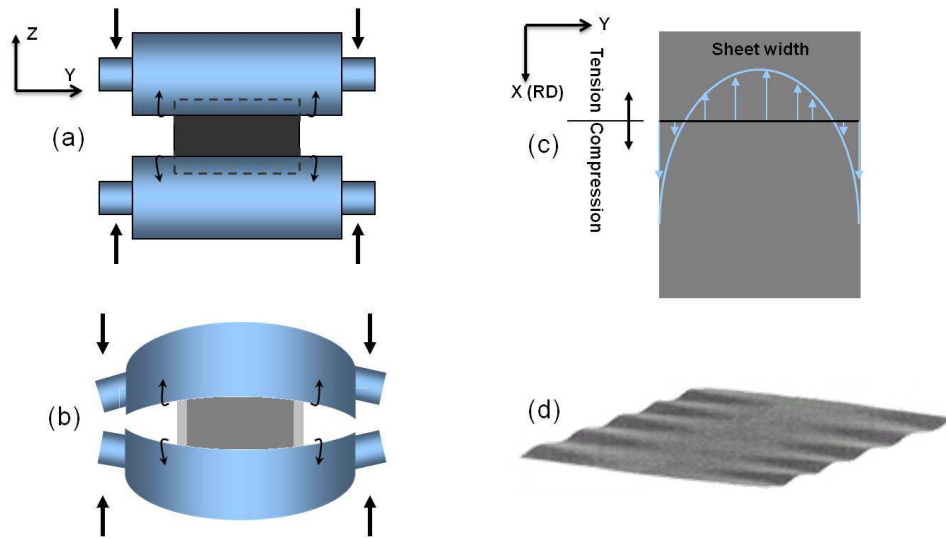 Z
Y
(a)
(b)
Y
X (RD)
Tension
Compression
Sheet width
(c)
(d)